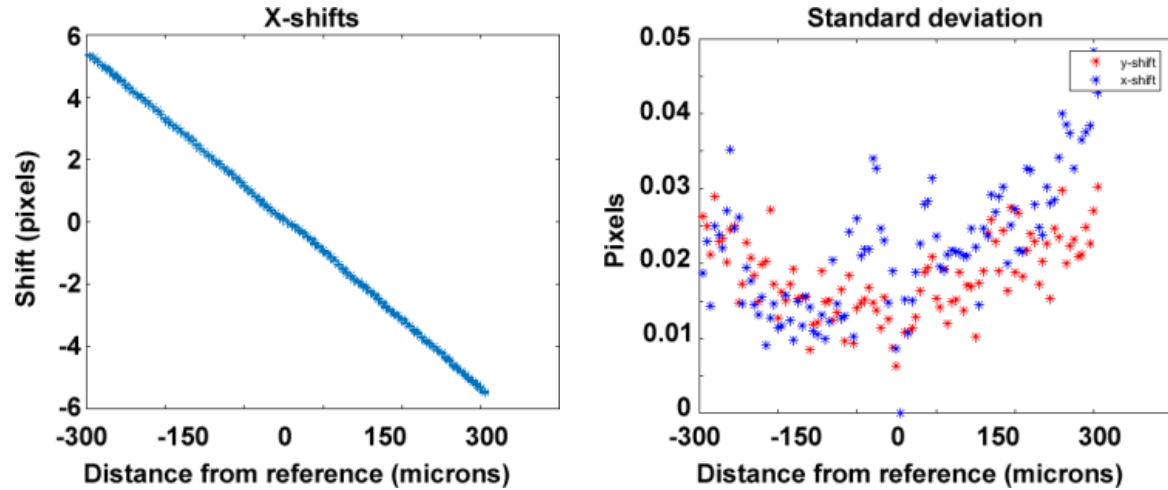 X-shifts
6
4
2
0
-2
-4
-6
Shift (pixels)
-300 -150 0 150 300
Distance from reference (microns)
Standard deviation
0.05
0.04
0.03
0.02
0.01
0
Pixels
y-shift
x-shift
-300 -150 0 150 300
Distance from reference (microns)